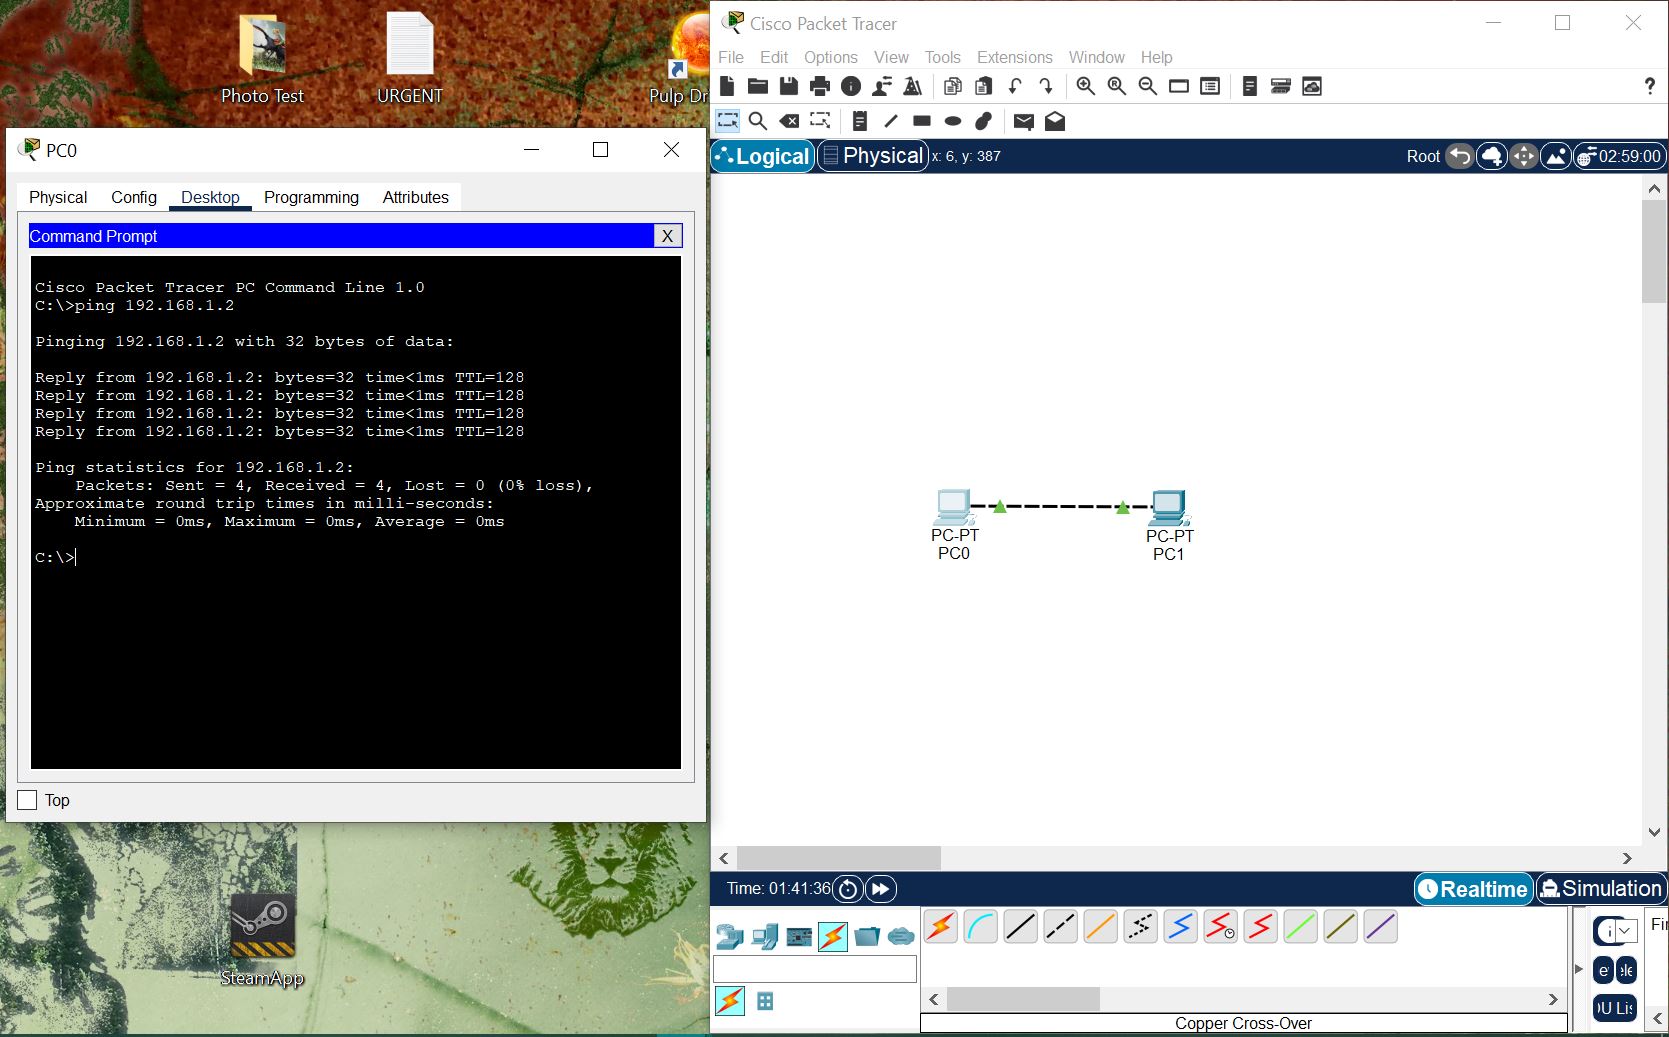 Photo Test
URGENT
Pulp Dr
PC0
Physical Config Desktop Programming Attributes
Command Prompt X
Cisco Packet Tracer PC Command Line 1.0
C:\>ping 192.168.1.2
Pinging 192.168.1.2 with 32 bytes of data:
Reply from 192.168.1.2: bytes=32 time<1ms TTL=128
Reply from 192.168.1.2: bytes=32 time<1ms TTL=128
Reply from 192.168.1.2: bytes=32 time<1ms TTL=128
Reply from 192.168.1.2: bytes=32 time<1ms TTL=128
Ping statistics for 192.168.1.2:
Packets: Sent = 4, Received = 4, Lost = 0 (0% loss),
Approximate round trip times in milli-seconds:
Minimum = 0ms, Maximum = 0ms, Average = 0ms
C:\>
Top
SteamApp
Cisco Packet Tracer
File Edit Options View Tools Extensions Window Help
?
Logical Physical x: 6, y: 387 Root 02:59:00
PC-PT
PC0
PC-PT
PC1
Time: 01:41:36 Realtime Simulation
Copper Cross-Over